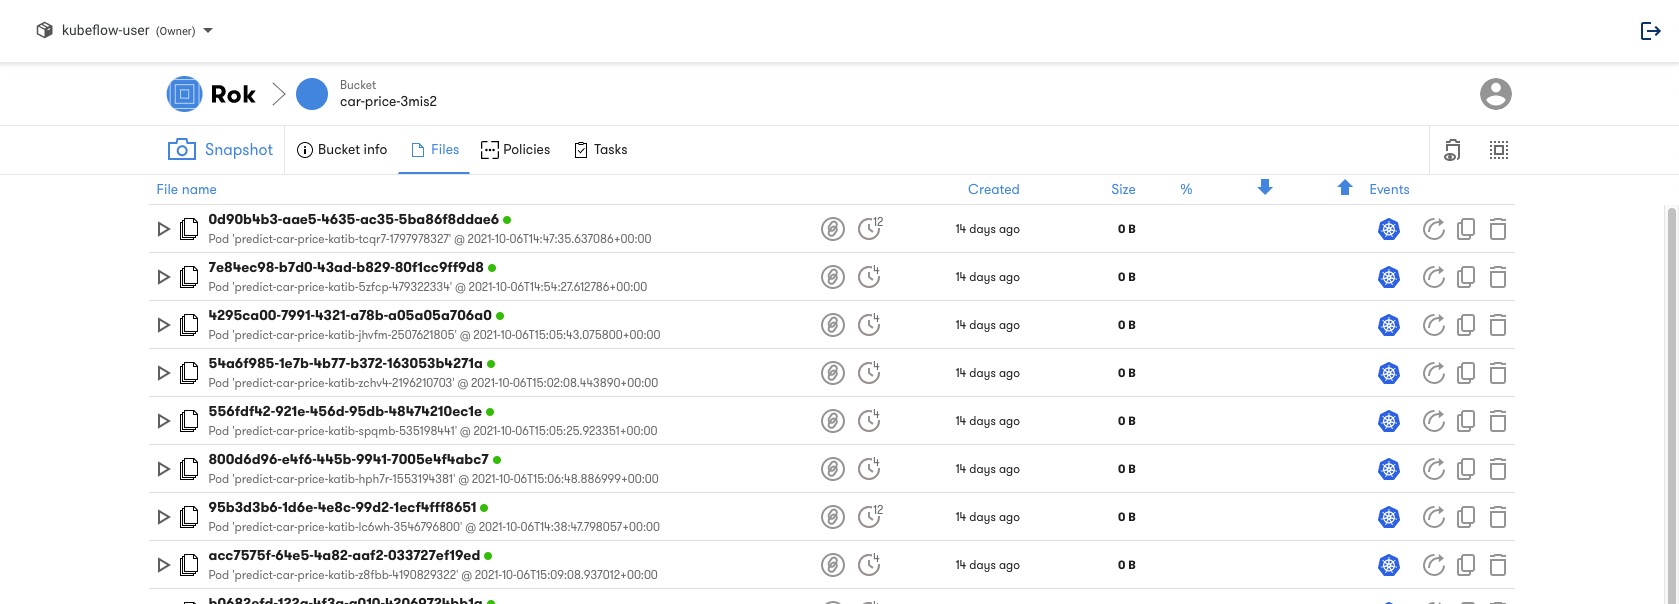 kubeflow-user (Owner)
Rok
Bucket
car-price-3mis2
Snapshot
Bucket info
Files
Policies
Tasks
File name Created Size % Events
0d90b4b3-aae5-4635-ac35-5ba86f8ddae6
Pod 'predict-car-price-katib-tcqr7-1797978327' @ 2021-10-06T14:47:35.637086+00:00
12 14 days ago 0 B
7e84ec98-b7d0-43ad-b829-80f1cc9ff9d8
Pod 'predict-car-price-katib-5zfcp-479322334' @ 2021-10-06T14:54:27.612786+00:00
4 14 days ago 0 B
4295ca00-7991-4321-a78b-a05a05a706a0
Pod 'predict-car-price-katib-jhvfm-2507621805' @ 2021-10-06T15:05:43.075800+00:00
4 14 days ago 0 B
54a6f985-1e7b-4b77-b372-163053b4271a
Pod 'predict-car-price-katib-zchv4-2196210703' @ 2021-10-06T15:02:08.443890+00:00
4 14 days ago 0 B
556fdf42-921e-456d-95db-48474210ec1e
Pod 'predict-car-price-katib-spqmb-535198441' @ 2021-10-06T15:05:25.923351+00:00
4 14 days ago 0 B
800d6d96-e4f6-445b-9941-7005e4f4abc7
Pod 'predict-car-price-katib-hph7r-1553194381' @ 2021-10-06T15:06:48.886999+00:00
4 14 days ago 0 B
95b3d3b6-1d6e-4e8c-99d2-1ecf4fff8651
Pod 'predict-car-price-katib-lc6wh-3546796800' @ 2021-10-06T14:38:47.798057+00:00
12 14 days ago 0 B
acc7575f-64e5-4a82-aaf2-033727ef19ed
Pod 'predict-car-price-katib-z8fbb-4190829322' @ 2021-10-06T15:09:08.937012+00:00
4 14 days ago 0 B